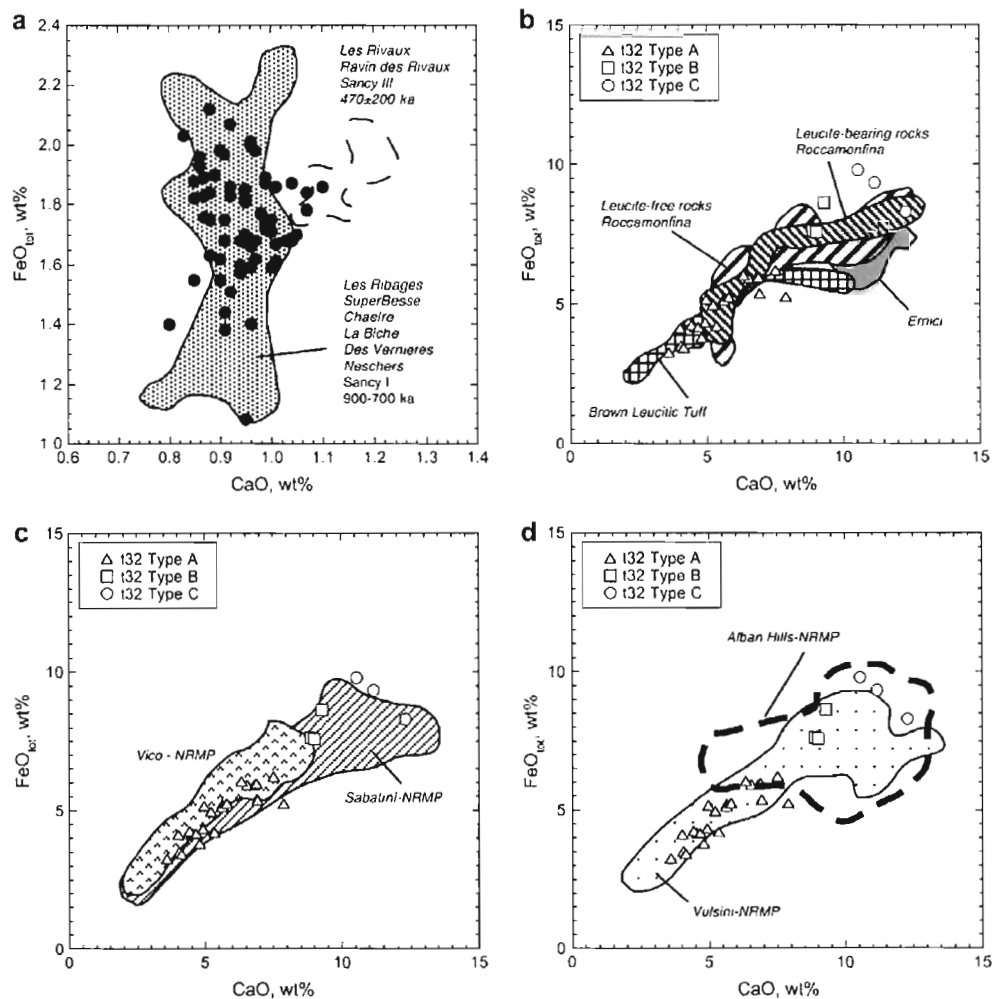 a
2.4
2.2
2.0
1.8
1.6
1.4
1.2
1.0
FeOtot, wt%
0.6 0.7 0.8 0.9 1.0 1.1 1.2 1.3 1.4
CaO, wt%
Les Rivaux
Ravin des Rivaux
Sancy III
470±200 ka
Les Ribages
SuperBesse
Chaelre
La Biche
Des Vernieres
Neschers
Sancy I
900-700 ka
b
15
10
5
0
FeOtot, wt%
0 5 10 15
CaO, wt%
t32 Type A
t32 Type B
t32 Type C
Leucite-bearing rocks
Roccamonfina
Leucite-free rocks
Roccamonfina
Ernici
Brown Leucitic Tuff
c
15
10
5
0
FeOtot, wt%
0 5 10 15
CaO, wt%
t32 Type A
t32 Type B
t32 Type C
Vico - NRMP
Sabatini-NRMP
d
15
10
5
0
FeOtot, wt%
0 5 10 15
CaO, wt%
t32 Type A
t32 Type B
t32 Type C
Alban Hills-NRMP
Vulsini-NRMP